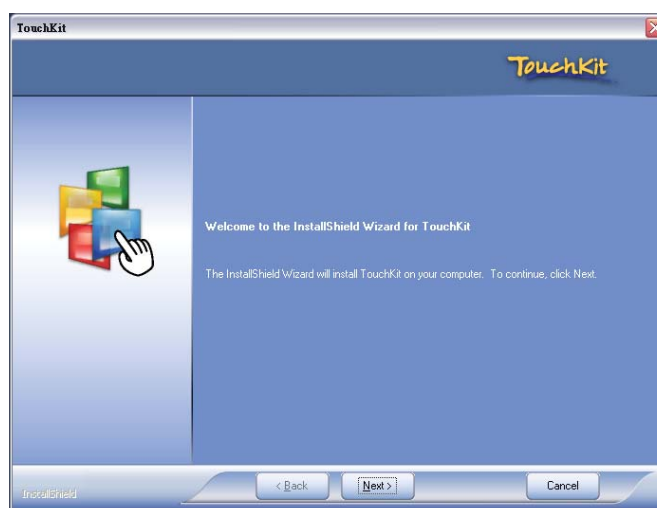 TouchKit
TouchKit
Welcome to the InstallShield Wizard for TouchKit
The InstallShield Wizard will install TouchKit on your computer. To continue, click Next.
InstallShield
< Back
Next >
Cancel